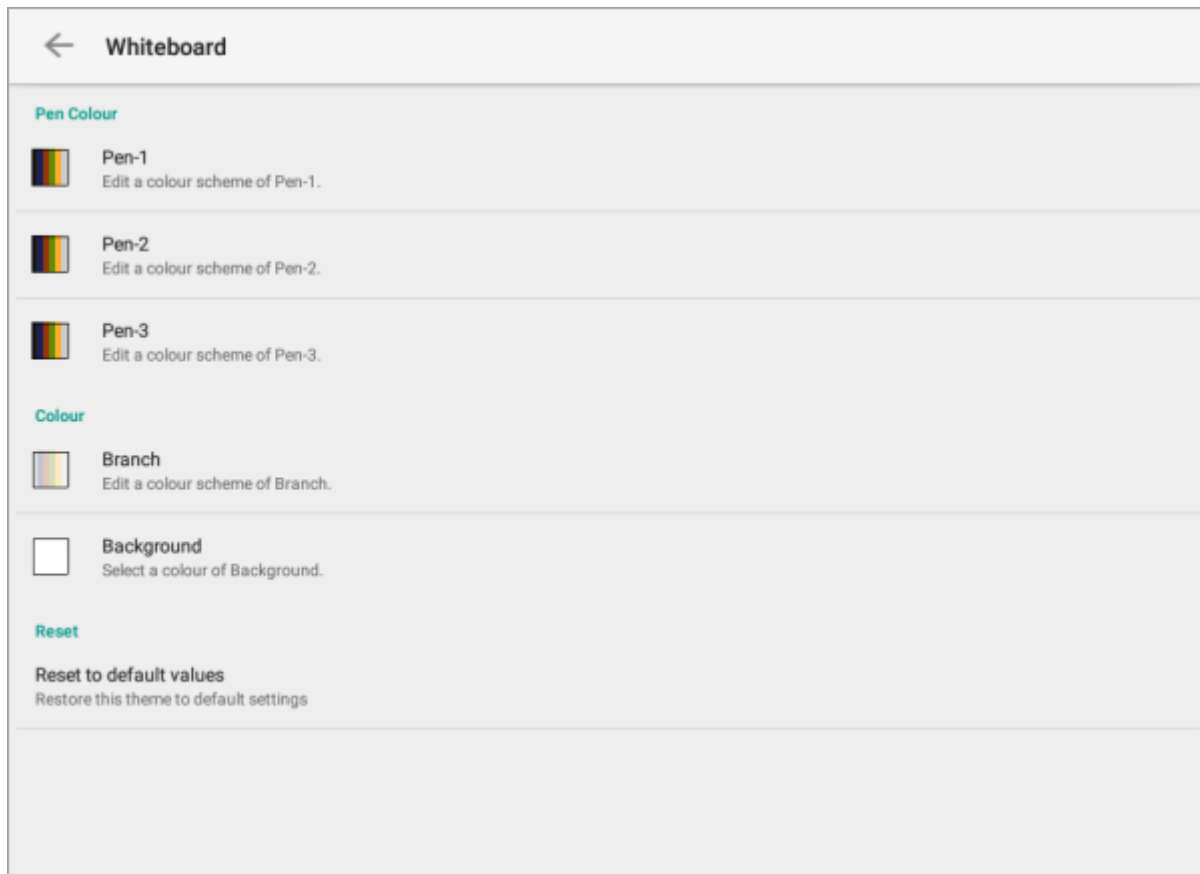 Whiteboard
Pen Colour
Pen-1
Edit a colour scheme of Pen-1.
Pen-2
Edit a colour scheme of Pen-2.
Pen-3
Edit a colour scheme of Pen-3.
Colour
Branch
Edit a colour scheme of Branch.
Background
Select a colour of Background.
Reset
Reset to default values
Restore this theme to default settings